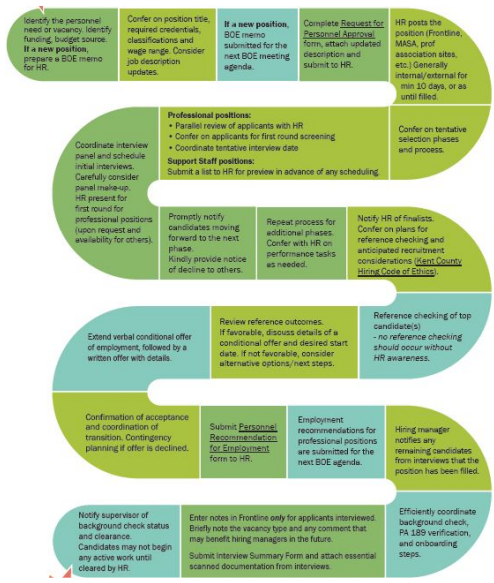 Identify the personnel
need or vacancy. Identify
funding, budget source.
If a new position,
prepare a BOE memo
for HR.
Confer on position title,
required credentials,
classifications and
wage range. Consider
job description
updates.
If a new position,
BOE memo
submitted for the
next BOE meeting
agenda.
Complete Request for
Personnel Approval
form, attach updated
description and
submit to HR.
HR posts the
position (Frontline,
MASA, prof
association sites,
etc.) Generally
internal/external for
min 10 days, or as
until filled.
Confer on tentative
selection phases
and process.
Professional positions:
• Parallel review of applicants with HR
• Confer on applicants for first round screening
• Coordinate tentative interview date
Support Staff positions:
Submit a list to HR for preview in advance of any scheduling.
Coordinate interview
panel and schedule
initial interviews.
Carefully consider
panel make-up.
HR present for
first round for
professional positions
(upon request and
availability for others).
Promptly notify
candidates moving
forward to the next
phase.
Kindly provide notice
of decline to others.
Repeat process for
additional phases.
Confer with HR on
performance tasks
as needed.
Notify HR of finalists.
Confer on plans for
reference checking and
anticipated recruitment
considerations (Kent County
Hiring Code of Ethics).
Reference checking of top
candidate(s)
- no reference checking
should occur without
HR awareness.
Review reference outcomes.
If favorable, discuss details of a
conditional offer and desired start
date. If not favorable, consider
alternative options/next steps.
Extend verbal conditional offer
of employment, followed by a
written offer with details.
Confirmation of acceptance
and coordination of
transition. Contingency
planning if offer is declined.
Submit Personnel
Recommendation
for Employment
form to HR.
Employment
recommendations for
professional positions
are submitted for the
next BOE agenda.
Hiring manager
notifies any
remaining candidates
from interviews that the
position has been filled.
Efficiently coordinate
background check,
PA 189 verification,
and onboarding
steps.
Enter notes in Frontline only for applicants interviewed.
Briefly note the vacancy type and any comment that
may benefit hiring managers in the future.
Submit Interview Summary Form and attach essential
scanned documentation from interviews.
Notify supervisor of
background check status
and clearance.
Candidates may not begin
any active work until
cleared by HR.